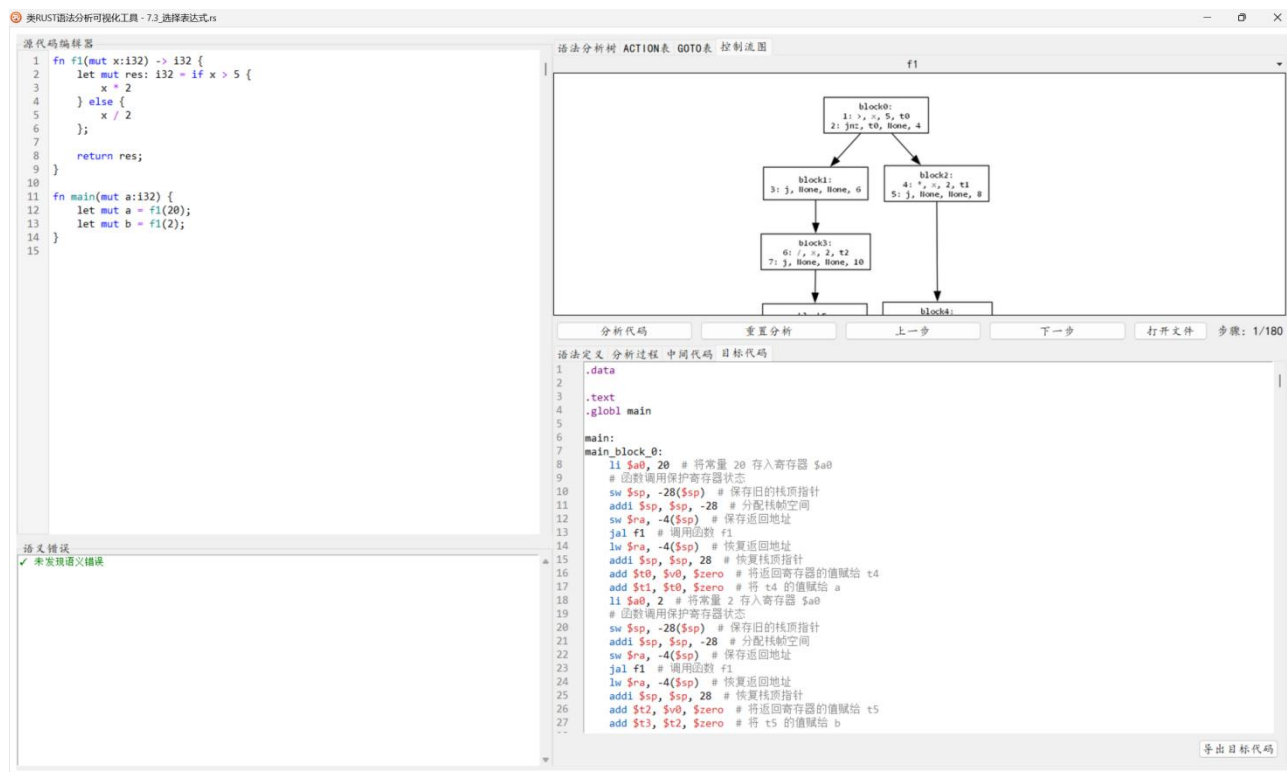 类RUST语法分析可视化工具 - 7.3_选择表达式.rs
源代码编辑器
1 fn f1(mut x:i32) -> i32 {
2     let mut res: i32 = if x > 5 {
3         x * 2
4     } else {
5         x / 2
6     };
7
8     return res;
9 }
10
11 fn main(mut a:i32) {
12     let mut a = f1(20);
13     let mut b = f1(2);
14 }
15
语义错误
✓ 未发现语义错误
语法分析树 ACTION表 GOTO表 控制流图
f1
block0:
1: >, x, 5, t0
2: jnz, t0, None, 4
block1:
3: j, None, None, 6
block2:
4: *, x, 2, t1
5: j, None, None, 8
block3:
6: /, x, 2, t2
7: j, None, None, 10
block4:
分析代码 重置分析 上一步 下一步 打开文件 步骤: 1/180
语法定义 分析过程 中间代码 目标代码
1 .data
2
3 .text
4 .globl main
5
6 main:
7 main_block_0:
8     li $a0, 20  # 将常量 20 存入寄存器 $a0
9     # 函数调用保护寄存器状态
10     sw $sp, -28($sp)  # 保存旧的栈顶指针
11     addi $sp, $sp, -28  # 分配栈帧空间
12     sw $ra, -4($sp)  # 保存返回地址
13     jal f1  # 调用函数 f1
14     lw $ra, -4($sp)  # 恢复返回地址
15     addi $sp, $sp, 28  # 恢复栈顶指针
16     add $t0, $v0, $zero  # 将返回寄存器的值赋给 t4
17     add $t1, $t0, $zero  # 将 t4 的值赋给 a
18     li $a0, 2  # 将常量 2 存入寄存器 $a0
19     # 函数调用保护寄存器状态
20     sw $sp, -28($sp)  # 保存旧的栈顶指针
21     addi $sp, $sp, -28  # 分配栈帧空间
22     sw $ra, -4($sp)  # 保存返回地址
23     jal f1  # 调用函数 f1
24     lw $ra, -4($sp)  # 恢复返回地址
25     addi $sp, $sp, 28  # 恢复栈顶指针
26     add $t2, $v0, $zero  # 将返回寄存器的值赋给 t5
27     add $t3, $t2, $zero  # 将 t5 的值赋给 b
导出目标代码